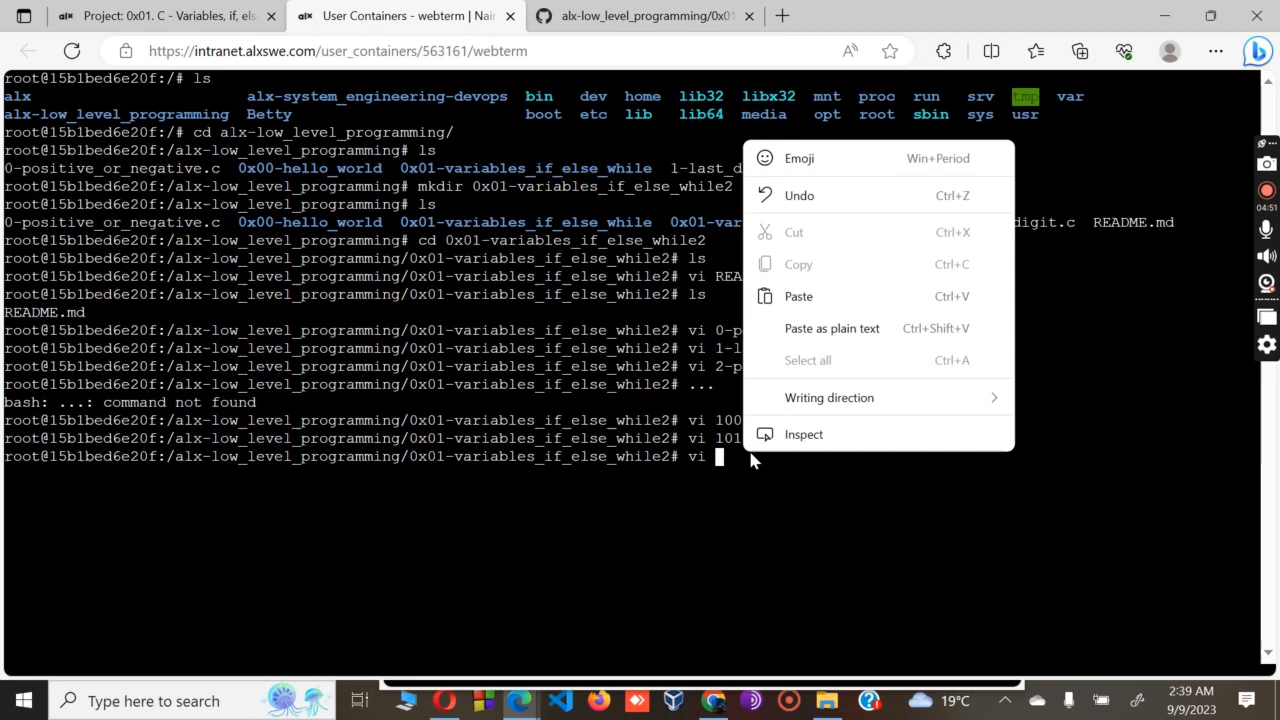 Project: 0x01. C - Variables, if, els
User Containers - webterm | Nair
alx-low_level_programming/0x01
https://intranet.alxswe.com/user_containers/563161/webterm
root@15b1bed6e20f:/# ls
alx alx-system_engineering-devops bin dev home lib32 libx32 mnt proc run srv tmp var
alx-low_level_programming Betty boot etc lib lib64 media opt root sbin sys usr
root@15b1bed6e20f:/# cd alx-low_level_programming/
root@15b1bed6e20f:/alx-low_level_programming# ls
0-positive_or_negative.c 0x00-hello_world 0x01-variables_if_else_while 1-last_d
root@15b1bed6e20f:/alx-low_level_programming# mkdir 0x01-variables_if_else_while2
root@15b1bed6e20f:/alx-low_level_programming# ls
0-positive_or_negative.c 0x00-hello_world 0x01-variables_if_else_while 0x01-var digit.c README.md
root@15b1bed6e20f:/alx-low_level_programming# cd 0x01-variables_if_else_while2
root@15b1bed6e20f:/alx-low_level_programming/0x01-variables_if_else_while2# ls
root@15b1bed6e20f:/alx-low_level_programming/0x01-variables_if_else_while2# vi REA
root@15b1bed6e20f:/alx-low_level_programming/0x01-variables_if_else_while2# ls
README.md
root@15b1bed6e20f:/alx-low_level_programming/0x01-variables_if_else_while2# vi 0-p
root@15b1bed6e20f:/alx-low_level_programming/0x01-variables_if_else_while2# vi 1-l
root@15b1bed6e20f:/alx-low_level_programming/0x01-variables_if_else_while2# vi 2-p
root@15b1bed6e20f:/alx-low_level_programming/0x01-variables_if_else_while2# ...
bash: ...: command not found
root@15b1bed6e20f:/alx-low_level_programming/0x01-variables_if_else_while2# vi 100
root@15b1bed6e20f:/alx-low_level_programming/0x01-variables_if_else_while2# vi 101
root@15b1bed6e20f:/alx-low_level_programming/0x01-variables_if_else_while2# vi
Emoji Win+Period
Undo Ctrl+Z
Cut Ctrl+X
Copy Ctrl+C
Paste Ctrl+V
Paste as plain text Ctrl+Shift+V
Select all Ctrl+A
Writing direction
Inspect
04:51
Type here to search
19°C
2:39 AM
9/9/2023